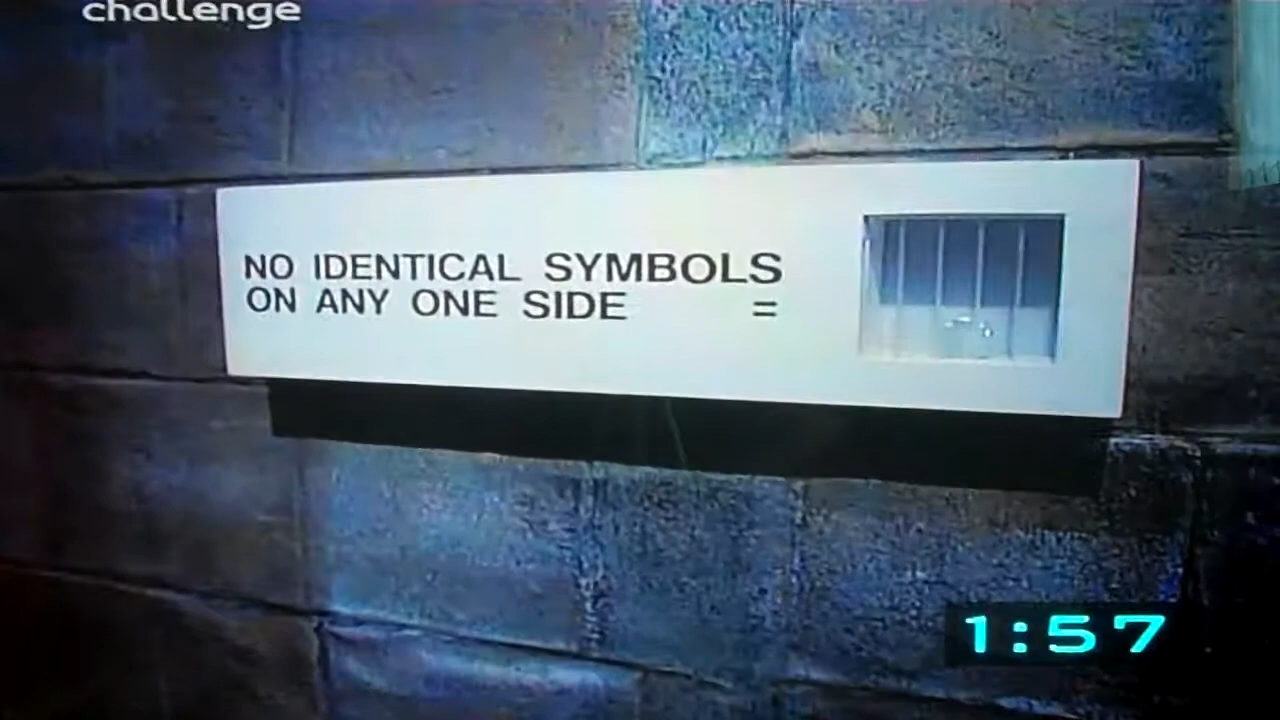 challenge
NO IDENTICAL SYMBOLS
ON ANY ONE SIDE =
1:57